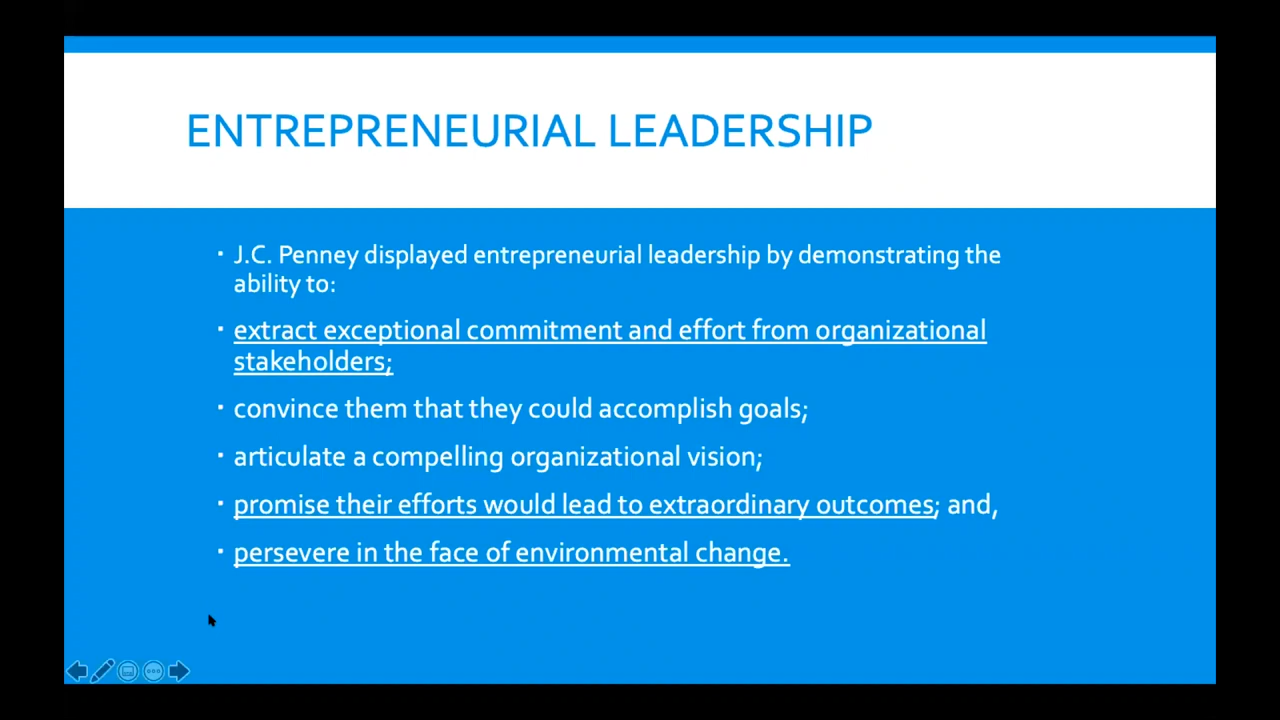 ENTREPRENEURIAL LEADERSHIP
▪ J.C. Penney displayed entrepreneurial leadership by demonstrating the
ability to:
▪ extract exceptional commitment and effort from organizational
stakeholders;
▪ convince them that they could accomplish goals;
▪ articulate a compelling organizational vision;
▪ promise their efforts would lead to extraordinary outcomes; and,
▪ persevere in the face of environmental change.